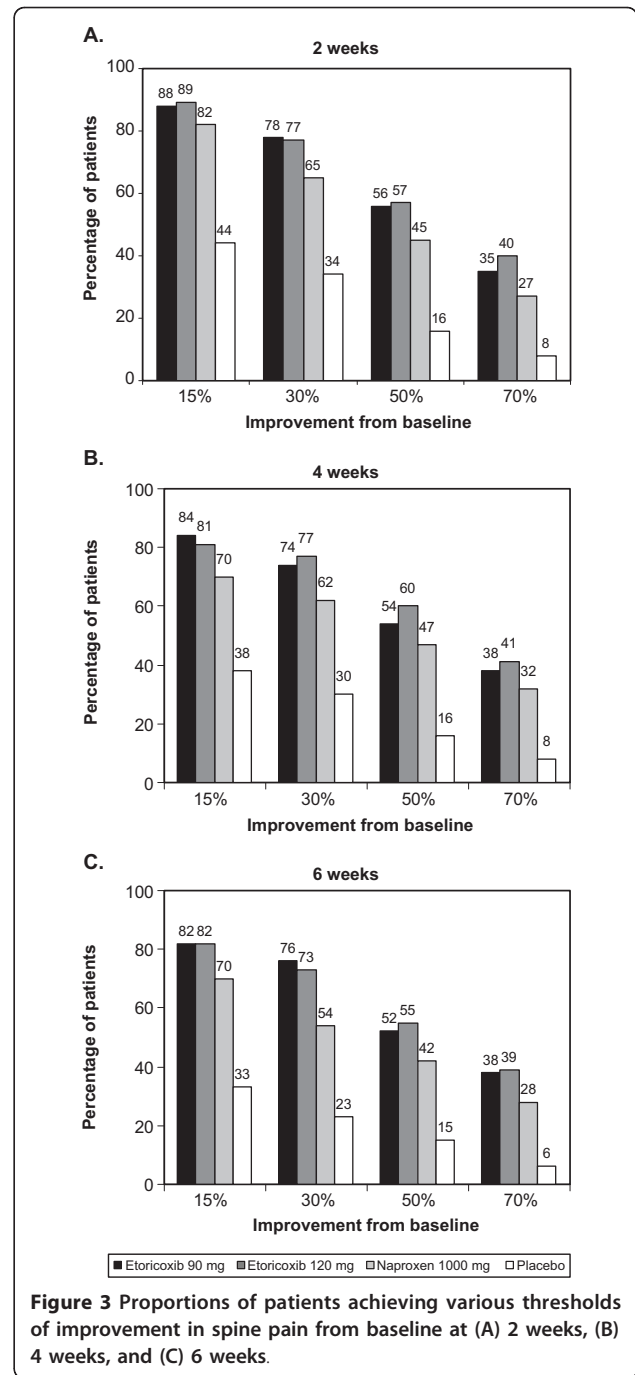 A.
2 weeks
100
80
60
40
20
0
Percentage of patients
88 89 82 44
78 77 65 34
56 57 45 16
35 40 27 8
15% 30% 50% 70%
Improvement from baseline
B.
4 weeks
100
80
60
40
20
0
Percentage of patients
84 81 70 38
74 77 62 30
54 60 47 16
38 41 32 8
15% 30% 50% 70%
Improvement from baseline
C.
6 weeks
100
80
60
40
20
0
Percentage of patients
82 82 70 33
76 73 54 23
52 55 42 15
38 39 28 6
15% 30% 50% 70%
Improvement from baseline
Etoricoxib 90 mg Etoricoxib 120 mg Naproxen 1000 mg Placebo
Figure 3 Proportions of patients achieving various thresholds
of improvement in spine pain from baseline at (A) 2 weeks, (B)
4 weeks, and (C) 6 weeks.